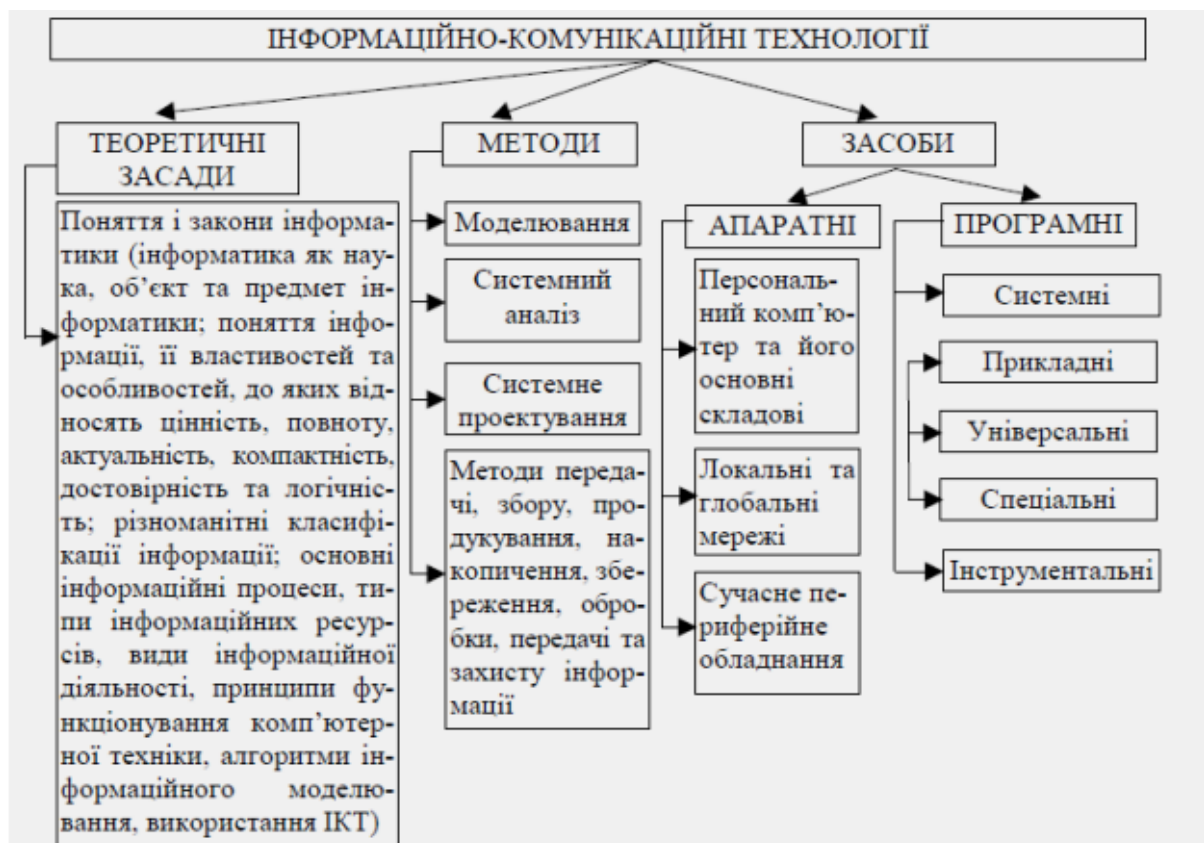 ІНФОРМАЦІЙНО-КОМУНІКАЦІЙНІ ТЕХНОЛОГІЇ
ТЕОРЕТИЧНІ
ЗАСАДИ
Поняття і закони інформа-
тики (інформатика як нау-
ка, об’єкт та предмет ін-
форматики; поняття інфо-
рмації, її властивостей та
особливостей, до яких від-
носять цінність, повноту,
актуальність, компактність,
достовірність та логічніс-
ть; різноманітні класифі-
кації інформації; основні
інформаційні процеси, ти-
пи інформаційних ресур-
сів, види інформаційної
діяльності, принципи фу-
нкціонування комп’ютер-
ної техніки, алгоритми ін-
формаційного моделю-
вання, використання ІКТ)
МЕТОДИ
Моделювання
Системний
аналіз
Системне
проектування
Методи переда-
чі, збору, про-
дукування, на-
копичення, збе-
реження, обро-
бки, передачі та
захисту інфор-
мації
ЗАСОБИ
АПАРАТНІ
Персональ-
ний комп’ю-
тер та його
основні
складові
Локальні та
глобальні
мережі
Сучасне пе-
риферійне
обладнання
ПРОГРАМНІ
Системні
Прикладні
Універсальні
Спеціальні
Інструментальні